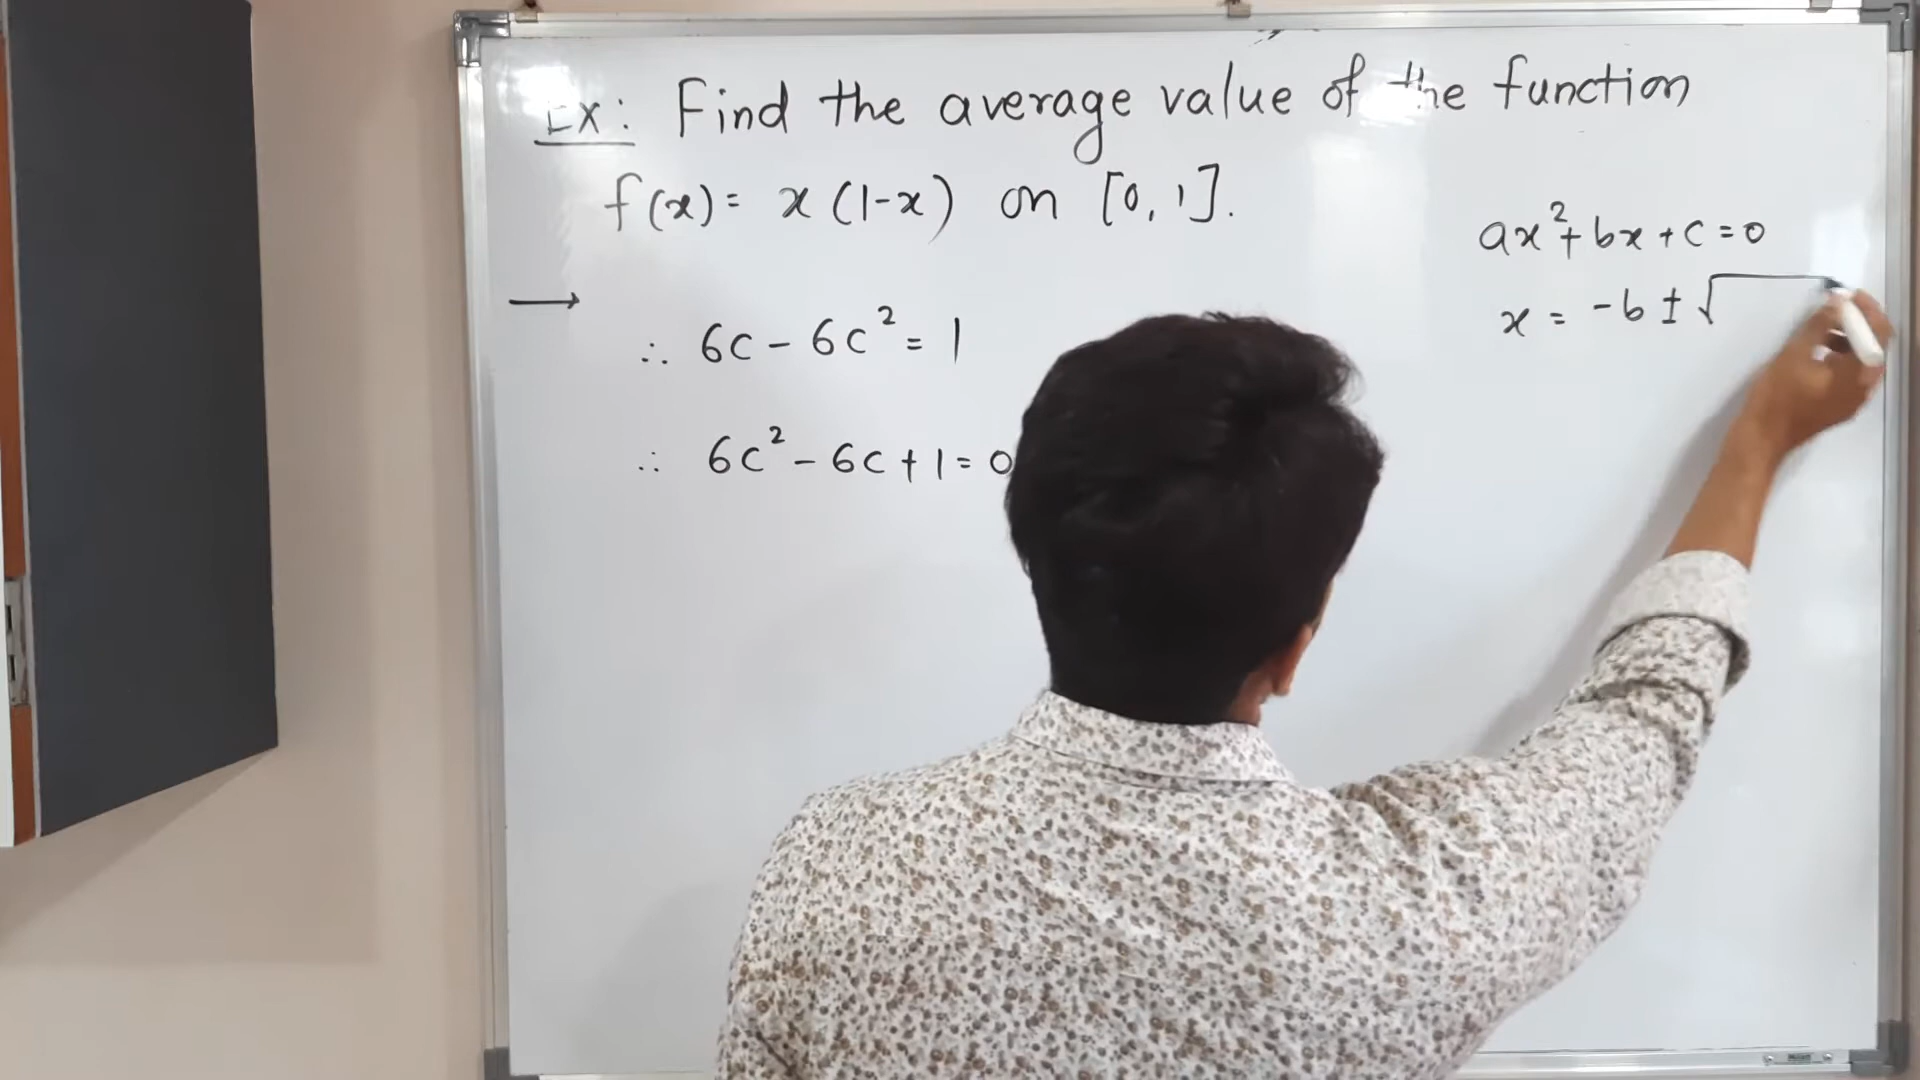 Ex: Find the average value of the function
f(x) = x(1-x) on [0, 1].
ax²+bx+c=0
x = -b±√
∴ 6c - 6c² = 1
∴ 6c² - 6c + 1 = 0